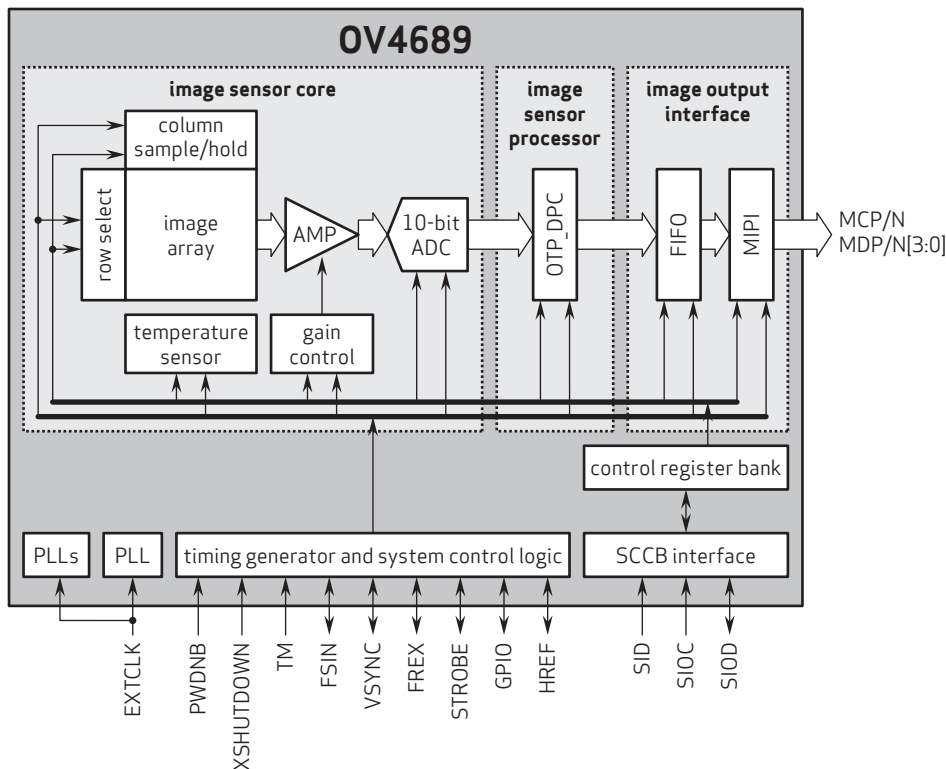 OV4689
image sensor core
image
sensor
processor
image output
interface
column
sample/hold
row select
image
array
AMP
10-bit
ADC
OTP_DPC
FIFO
MIPI
MCP/N
MDP/N[3:0]
temperature
sensor
gain
control
control register bank
PLLs
PLL
timing generator and system control logic
SCCB interface
EXTCLK
PWDNB
XSHUTDOWN
TM
FSIN
VSYNC
FREX
STROBE
GPIO
HREF
SID
SIOC
SIOD